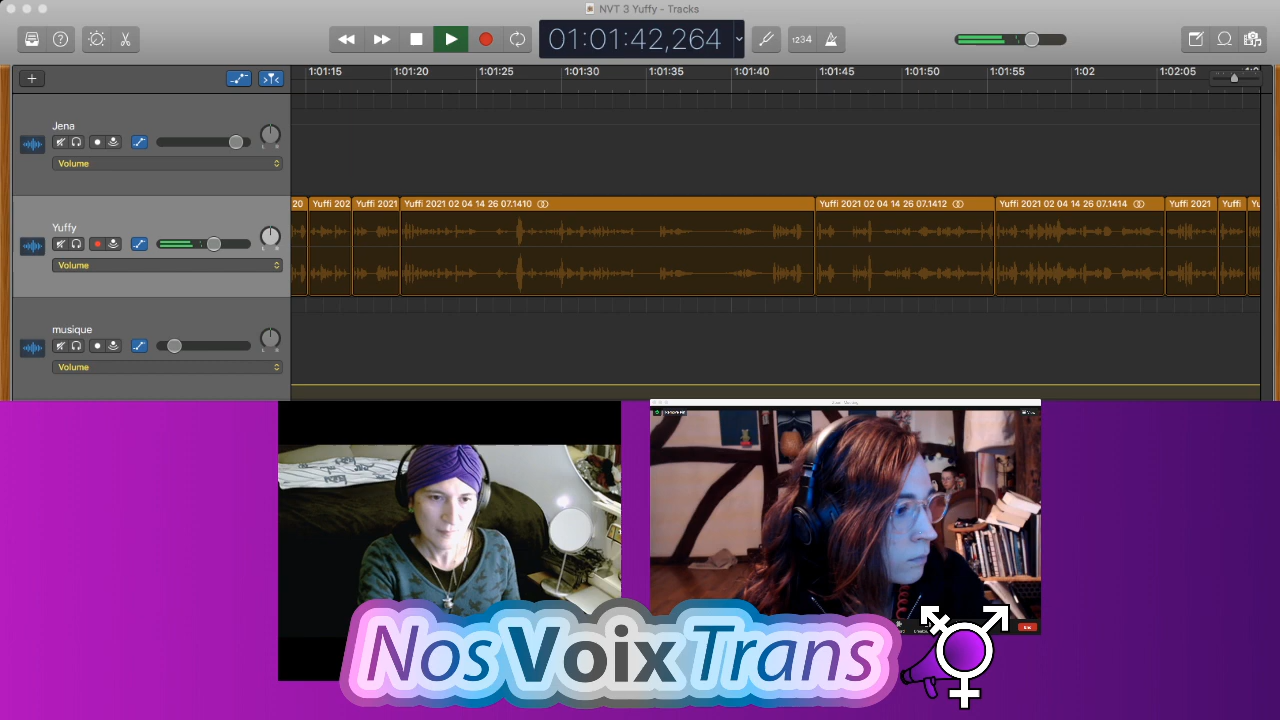 NVT 3 Yuffy - Tracks
01:01:42,264
1234
1:01:15 1:01:20 1:01:25 1:01:30 1:01:35 1:01:40 1:01:45 1:01:50 1:01:55 1:02 1:02:05
Jena
Volume
20 Yuffi 202 Yuffi 2021 Yuffi 2021 02 04 14 26 07.1410 Yuffi 2021 02 04 14 26 07.1412 Yuffi 2021 02 04 14 26 07.1414 Yuffi 2021 Yuffi Yu
Yuffy
Volume
musique
Volume
Nos Voix Trans